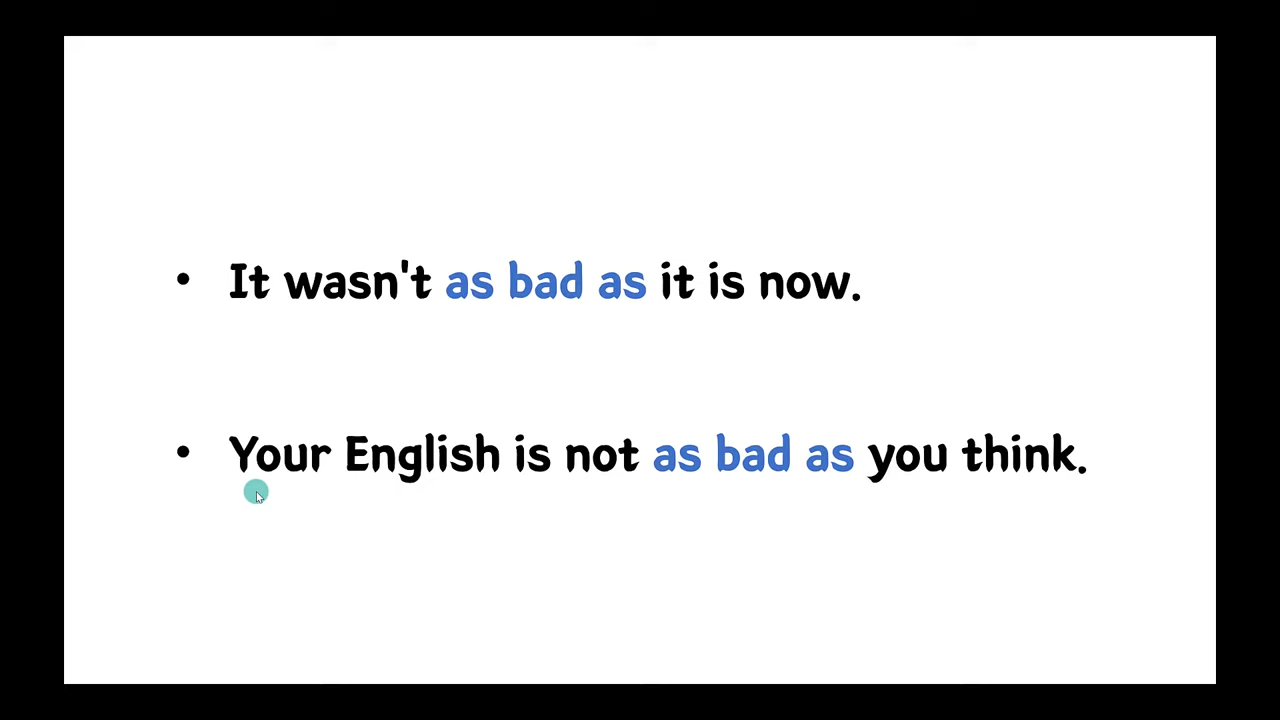 • It wasn't as bad as it is now.
• Your English is not as bad as you think.